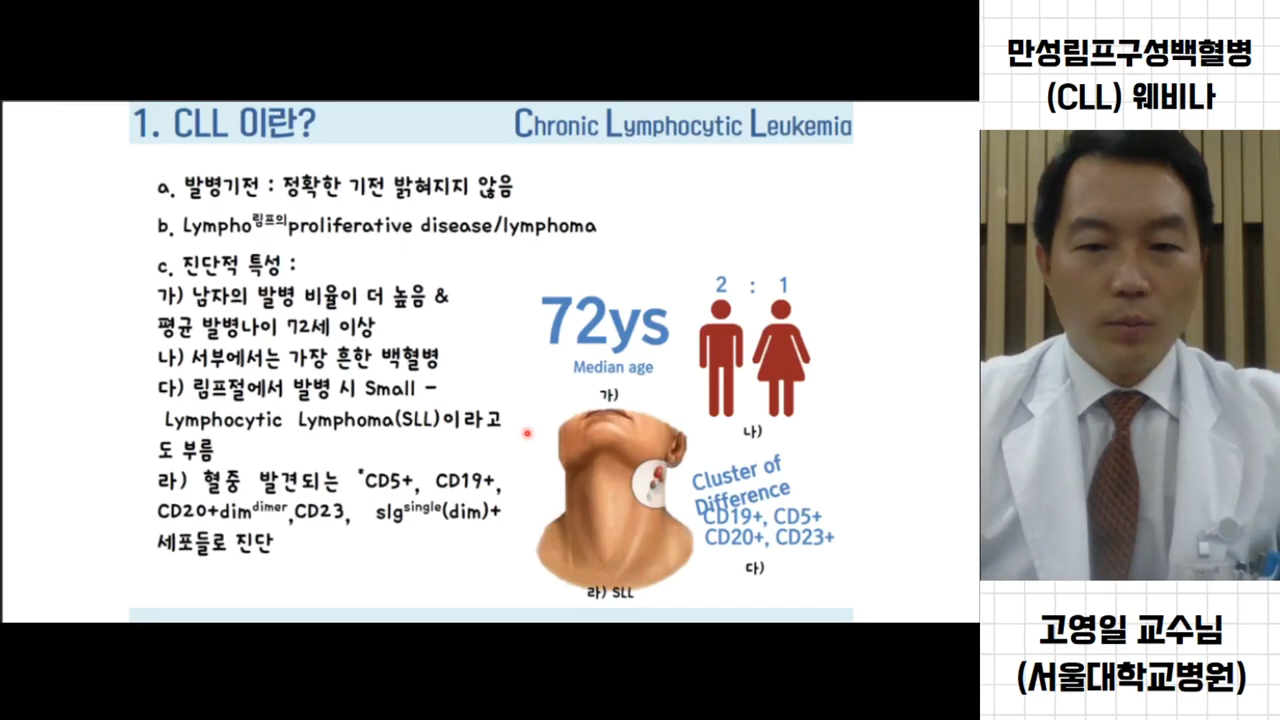 1. CLL 이란?
Chronic Lymphocytic Leukemia
a. 발병기전 : 정확한 기전 밝혀지지 않음
b. Lympho림프의proliferative disease/lymphoma
c. 진단적 특성 :
가) 남자의 발병 비율이 더 높음 &
평균 발병나이 72세 이상
나) 서부에서는 가장 흔한 백혈병
다) 림프절에서 발병 시 Small -
Lymphocytic Lymphoma(SLL)이라고
도 부름
라) 혈중 발견되는 *CD5+, CD19+,
CD20+dimdimer,CD23, slgsingle(dim)+
세포들로 진단
72ys
Median age
가)
2 : 1
나)
Cluster of
Difference
CD19+, CD5+
CD20+, CD23+
다)
라) SLL
만성림프구성백혈병
(CLL) 웨비나
고영일 교수님
(서울대학교병원)